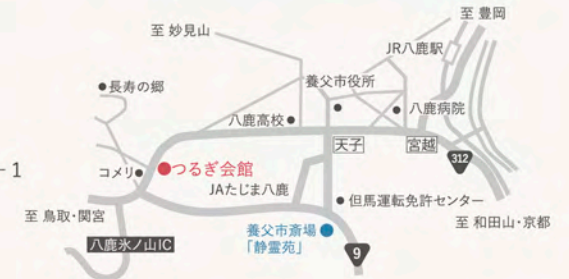 至 豊岡
至 妙見山
JR八鹿駅
養父市役所
長寿の郷
八鹿病院
八鹿高校
天子
宮越
- 1
コメリ
つるぎ会館
312
JAたじま八鹿
但馬運転免許センター
至 鳥取・関宮
至 和田山・京都
養父市斎場
「静霊苑」
八鹿氷ノ山IC
9